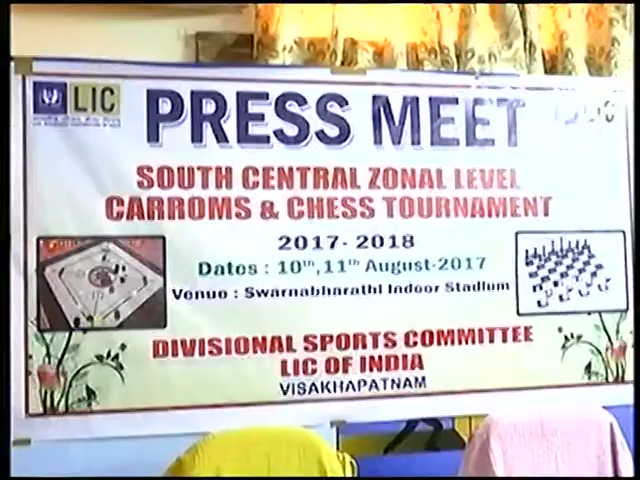 LIC
PRESS MEET
SOUTH CENTRAL ZONAL LEVEL
CARROMS & CHESS TOURNAMENT
2017-2018
Dates : 10th,11th August-2017
Venue : Swarnabharathi Indoor Stadium
DIVISIONAL SPORTS COMMITTEE
LIC OF INDIA
VISAKHAPATNAM